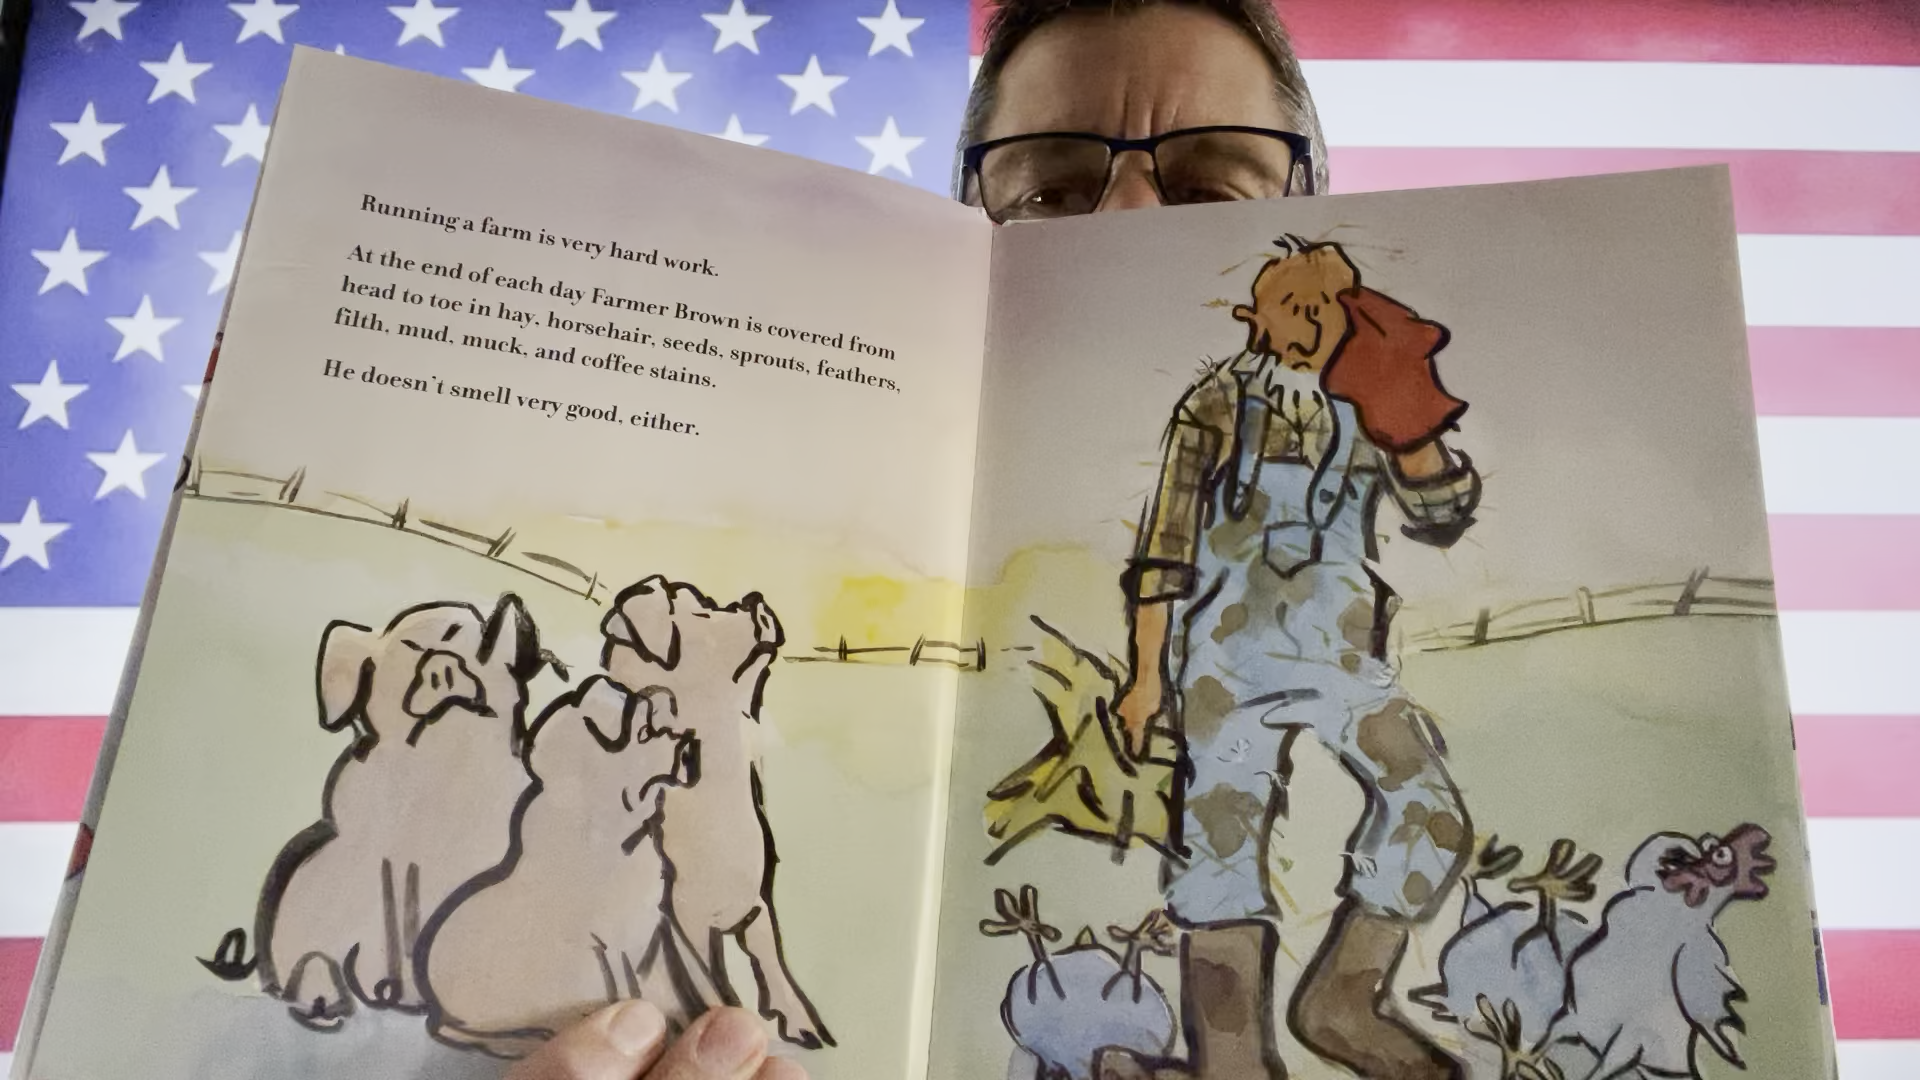 Running a farm is very hard work.
At the end of each day Farmer Brown is covered from
head to toe in hay, horsehair, seeds, sprouts, feathers,
filth, mud, muck, and coffee stains.
He doesn't smell very good, either.